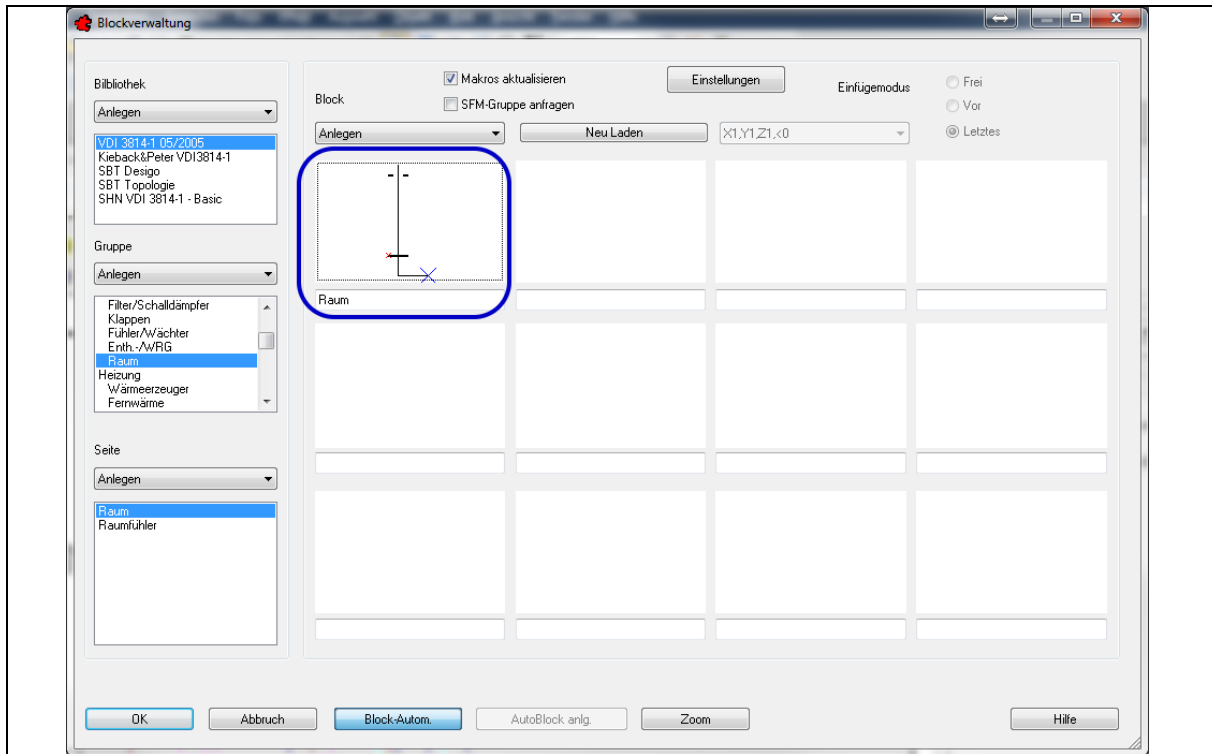 Blockverwaltung
Bilbliothek
Anlegen
VDI 3814-1 05/2005
Kieback&Peter VDI3814-1
SBT Desigo
SBT Topologie
SHN VDI 3814-1 - Basic
Gruppe
Anlegen
Filter/Schalldämpfer
Klappen
Fühler/Wächter
Enth.-/WRG
Raum
Heizung
Wärmeerzeuger
Fernwärme
Seite
Anlegen
Raum
Raumfühler
Block
Makros aktualisieren
SFM-Gruppe anfragen
Einstellungen
Einfügemodus
Frei
Vor
Letztes
Anlegen
Neu Laden
X1,Y1,Z1,<0
Raum
OK
Abbruch
Block-Autom.
AutoBlock anlg.
Zoom
Hilfe